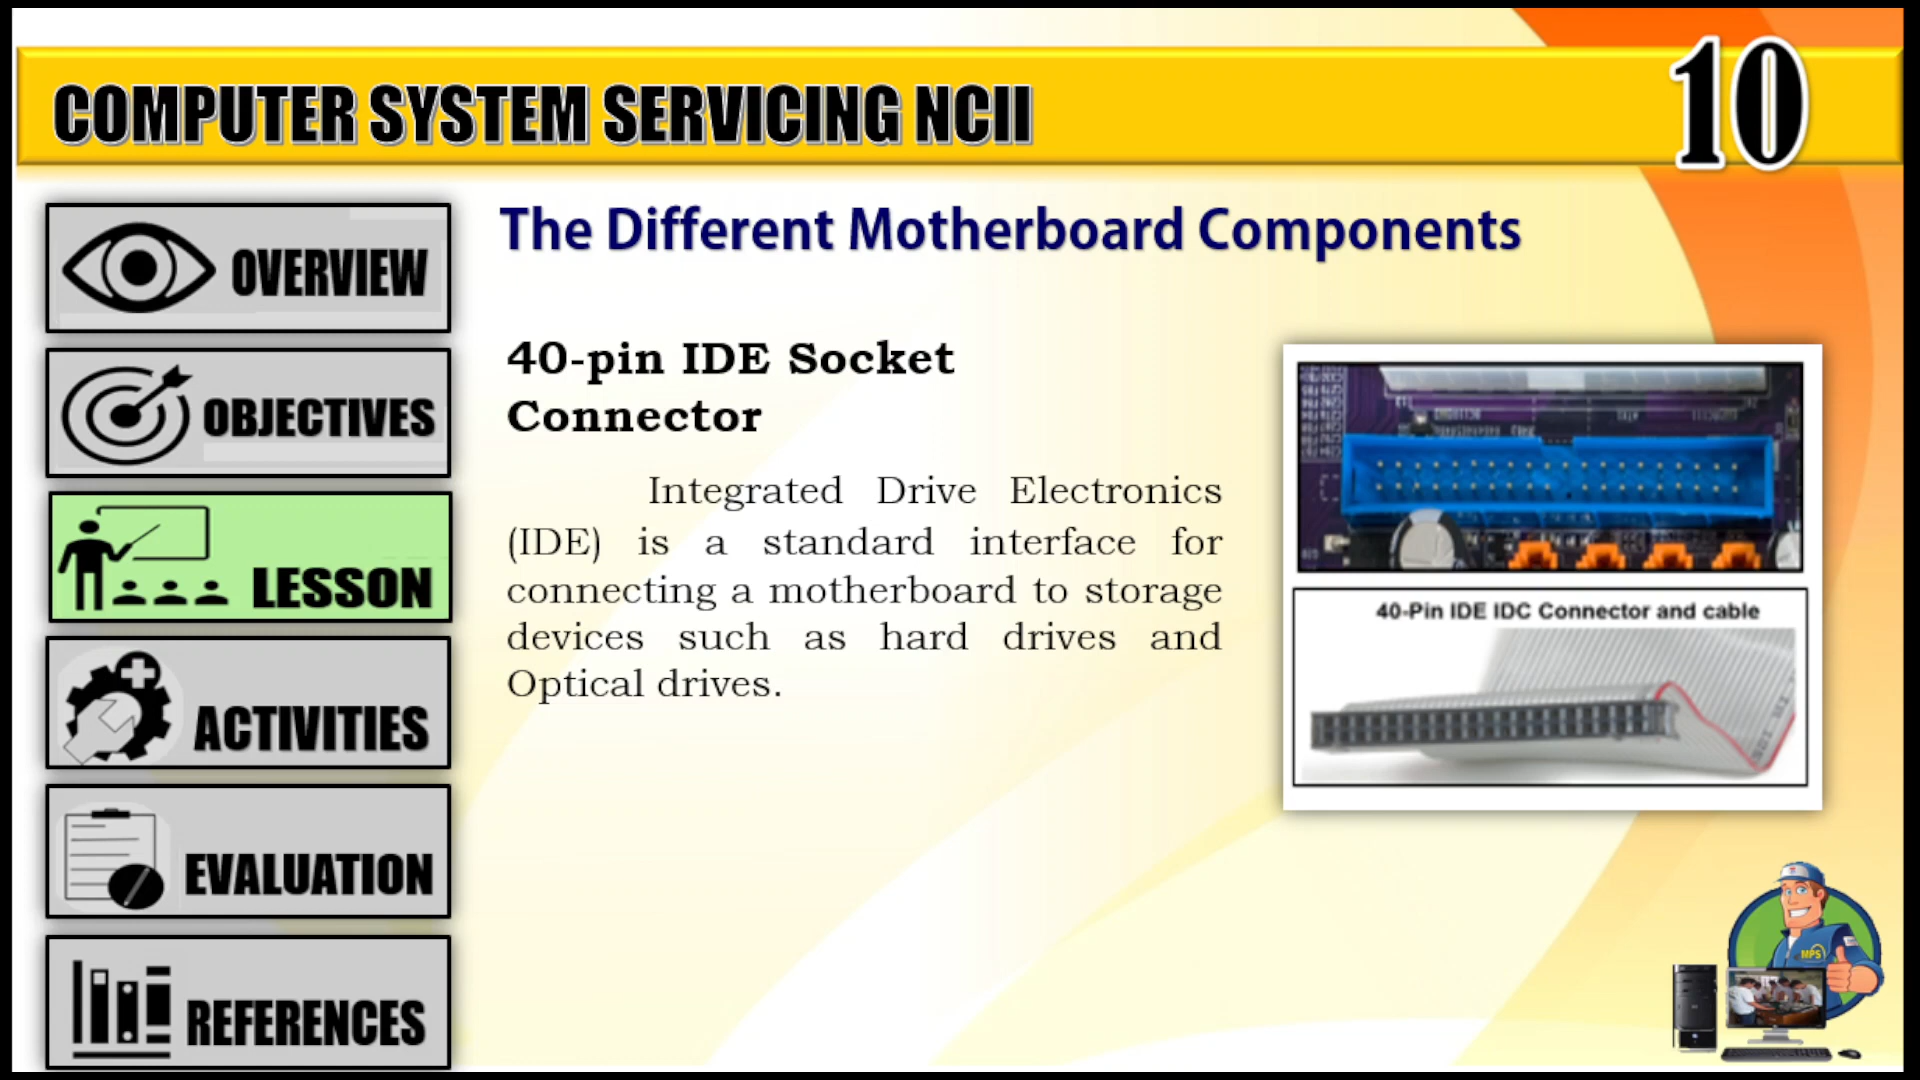 COMPUTER SYSTEM SERVICING NCII
10
OVERVIEW
OBJECTIVES
LESSON
ACTIVITIES
EVALUATION
REFERENCES
The Different Motherboard Components
40-pin IDE Socket
Connector
Integrated Drive Electronics
(IDE) is a standard interface for
connecting a motherboard to storage
devices such as hard drives and
Optical drives.
40-Pin IDE IDC Connector and cable
MPS